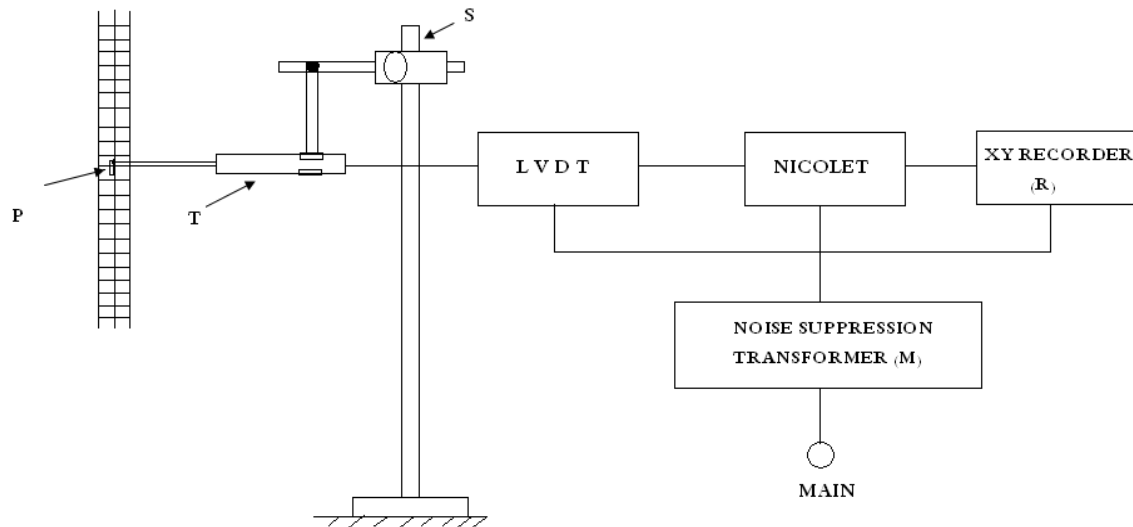 S
P
T
L V D T
NICOLET
XY RECORDER
(R)
NOISE SUPPRESSION
TRANSFORMER (M)
MAIN